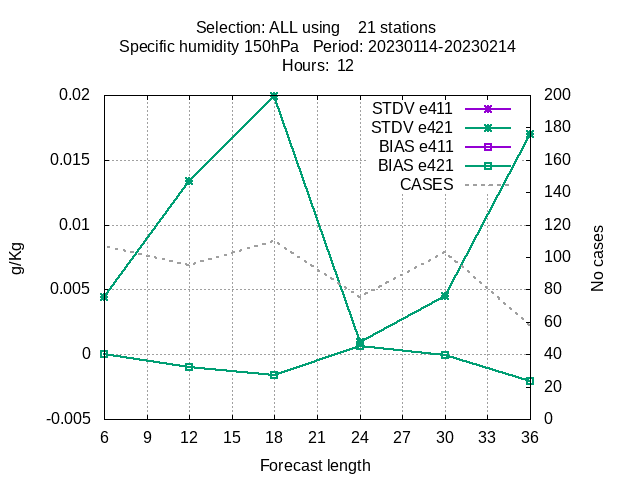 Selection: ALL using    21 stations
Specific humidity 150hPa   Period: 20230114-20230214
Hours:  12
0.02
0.015
0.01
0.005
0
-0.005
g/Kg
STDV e411
STDV e421
BIAS e411
BIAS e421
CASES
200
180
160
140
120
100
80
60
40
20
0
No cases
6 9 12 15 18 21 24 27 30 33 36
Forecast length